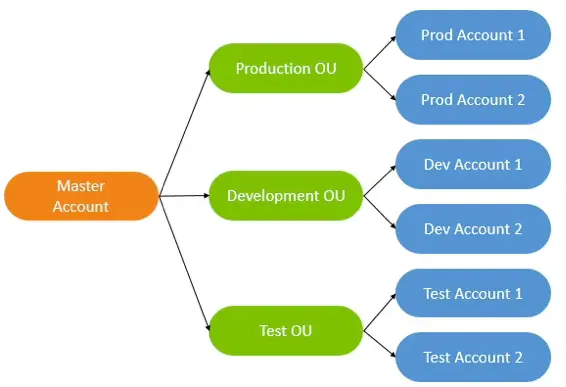 Master
Account
Production OU
Development OU
Test OU
Prod Account 1
Prod Account 2
Dev Account 1
Dev Account 2
Test Account 1
Test Account 2